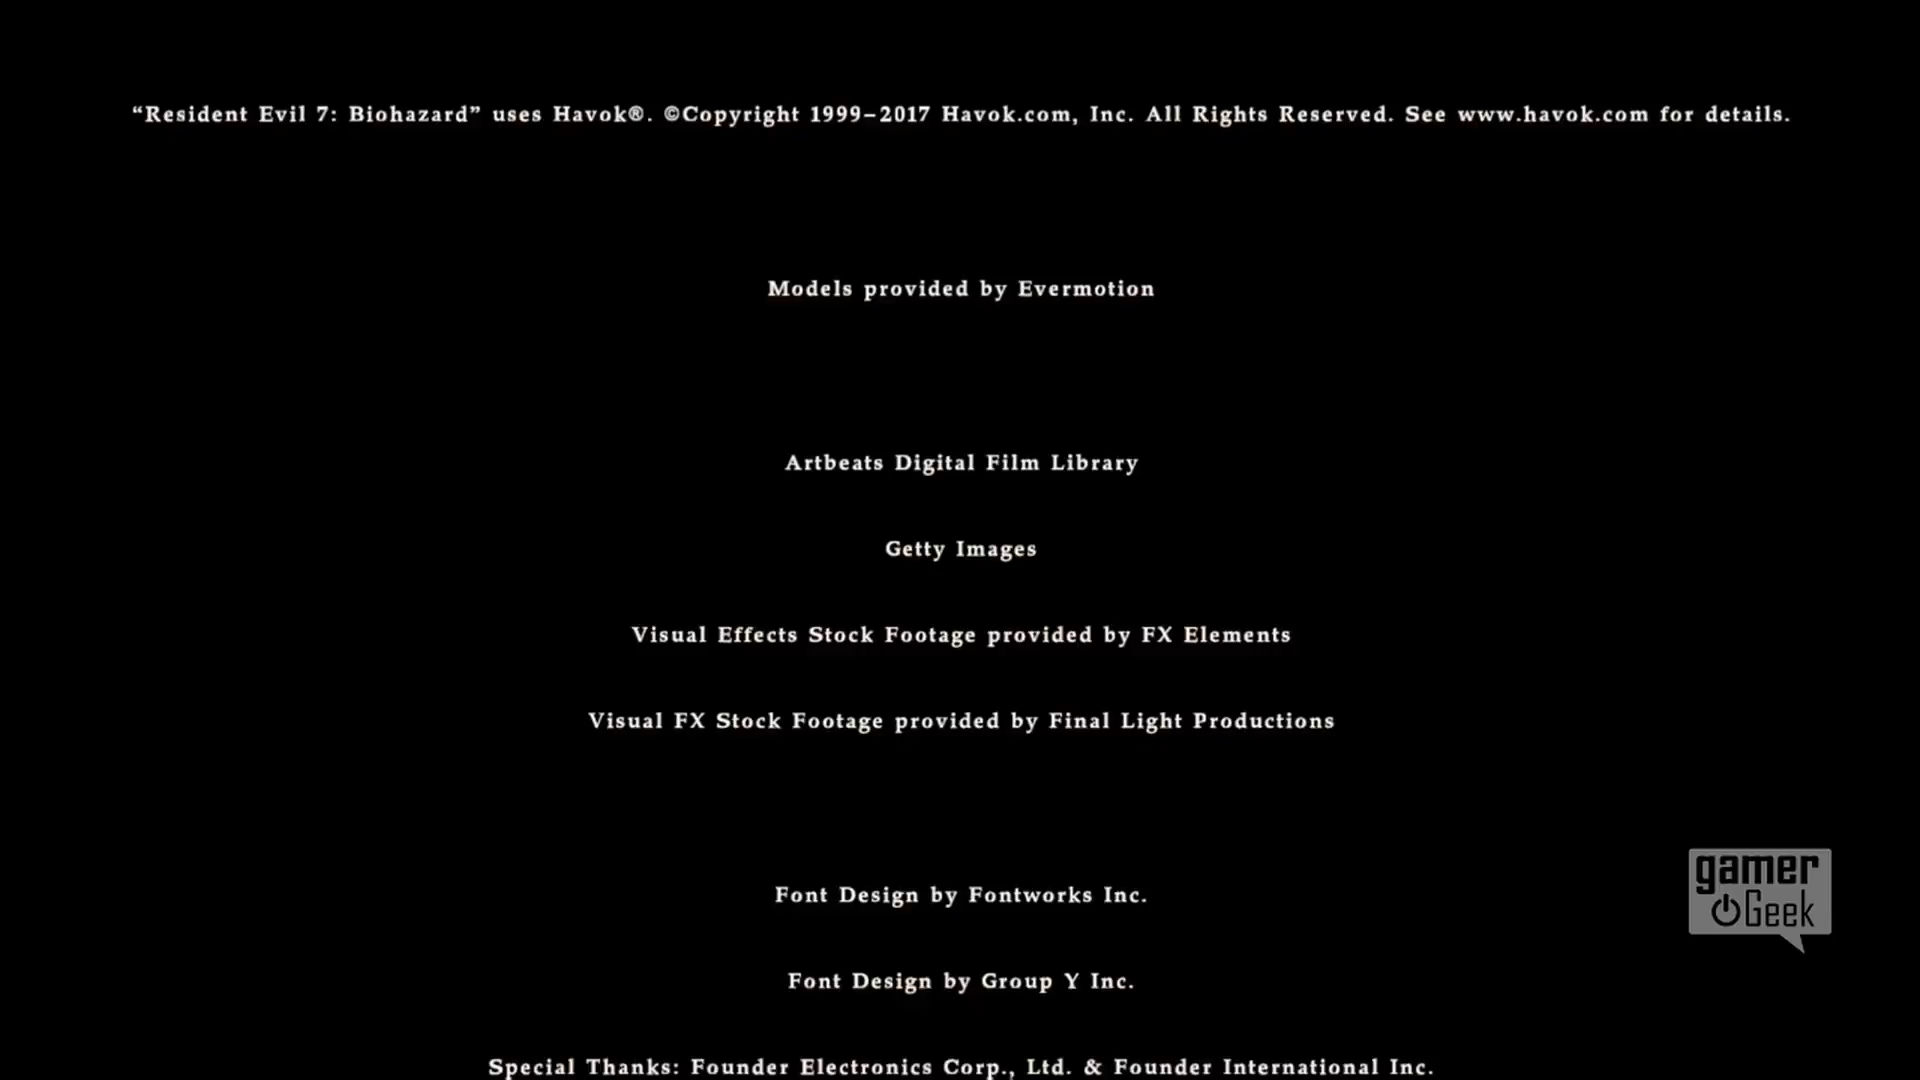 “Resident Evil 7: Biohazard” uses Havok®. ©Copyright 1999–2017 Havok.com, Inc. All Rights Reserved. See www.havok.com for details.
Models provided by Evermotion
Artbeats Digital Film Library
Getty Images
Visual Effects Stock Footage provided by FX Elements
Visual FX Stock Footage provided by Final Light Productions
Font Design by Fontworks Inc.
gamer
Geek
Font Design by Group Y Inc.
Special Thanks: Founder Electronics Corp., Ltd. & Founder International Inc.